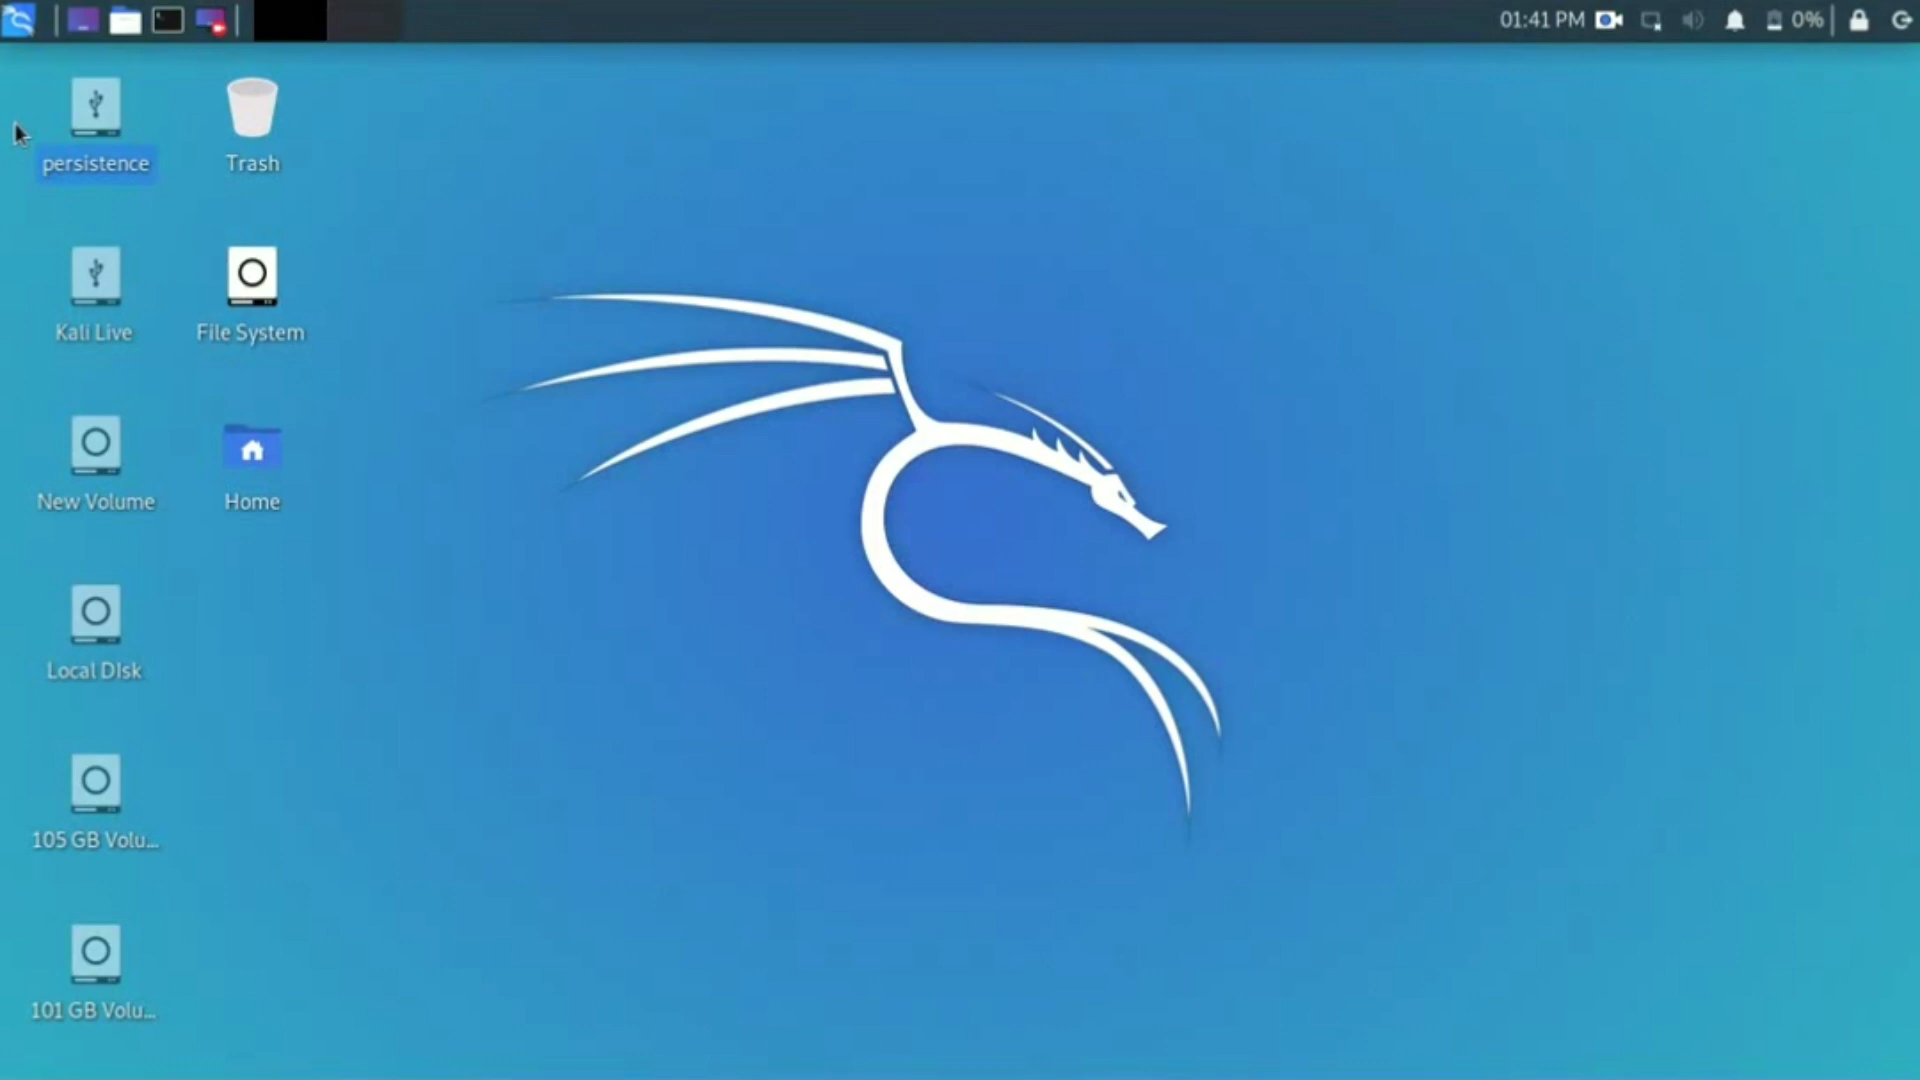 01:41 PM
0%
persistence
Trash
Kali Live
File System
New Volume
Home
Local DIsk
105 GB Volu...
101 GB Volu...